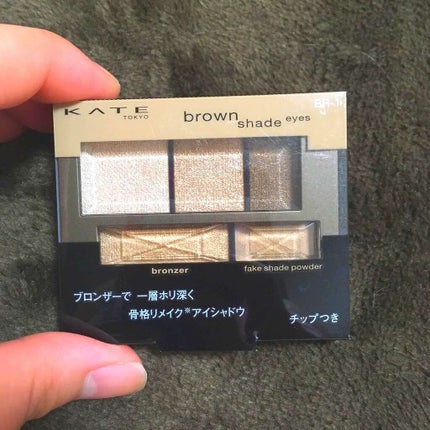 KATE
TOKYO
brown
shade eyes
bronzer
fake shade powder
ブロンザーで 一層ホリ深く
骨格リメイク※アイシャドウ
チップつき